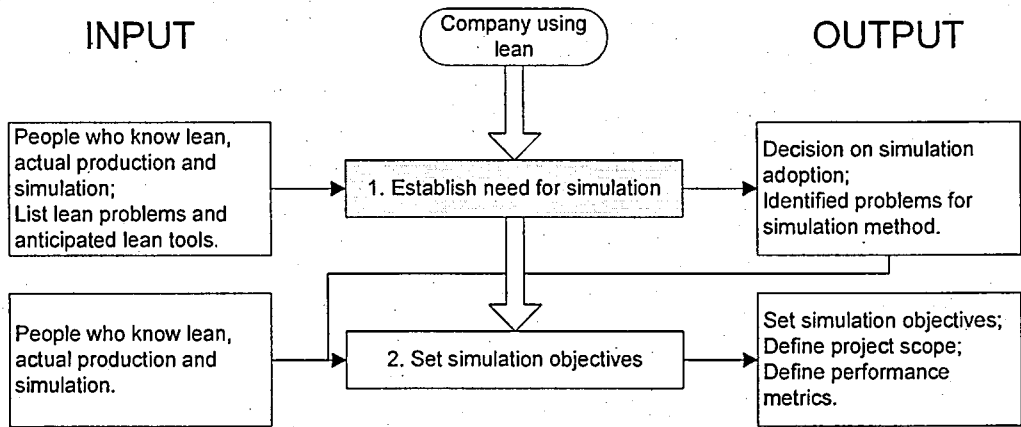 INPUT
Company using
lean
OUTPUT
People who know lean,
actual production and
simulation;
List lean problems and
anticipated lean tools.
1. Establish need for simulation
Decision on simulation
adoption;
Identified problems for
simulation method.
People who know lean,
actual production and
simulation.
2. Set simulation objectives
Set simulation objectives;
Define project scope;
Define performance
metrics.